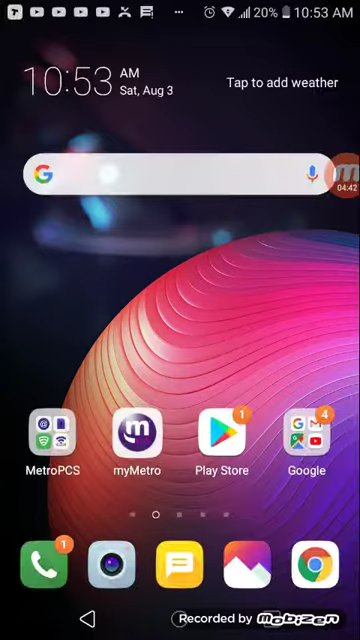 20% 10:53 AM
10:53 AM
Sat, Aug 3
Tap to add weather
04:42
1
4
MetroPCS
myMetro
Play Store
Google
1
Recorded by Mobizen